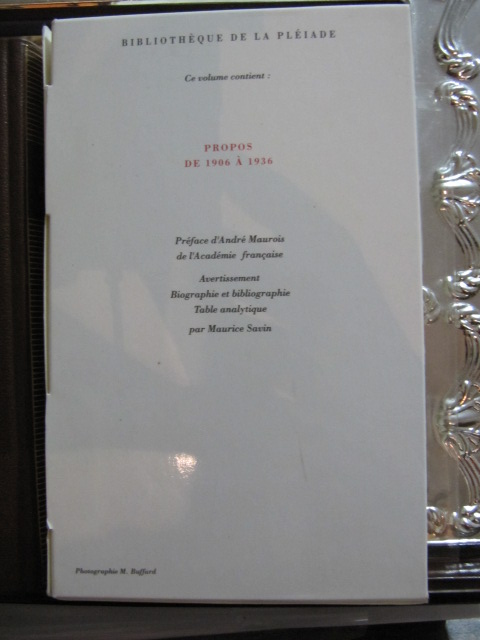 BIBLIOTHÈQUE DE LA PLÉIADE
Ce volume contient :
PROPOS
DE 1906 À 1936
Préface d'André Maurois
de l'Académie française
Avertissement
Biographie et bibliographie
Table analytique
par Maurice Savin
Photographie M. Buffard